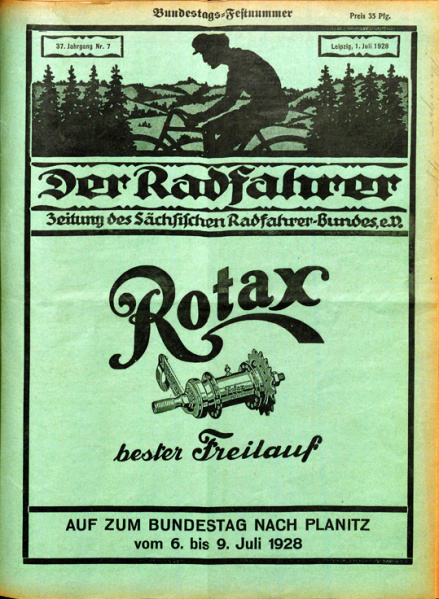 Bundestags-Festnummer
Preis 35 Pfg.
37. Jahrgang Nr. 7
Leipzig, 1. Juli 1928
Der Radfahrer
Zeitung des Sächsischen Radfahrer-Bundes, e.V.
Rotax
bester Freilauf
AUF ZUM BUNDESTAG NACH PLANITZ
vom 6. bis 9. Juli 1928